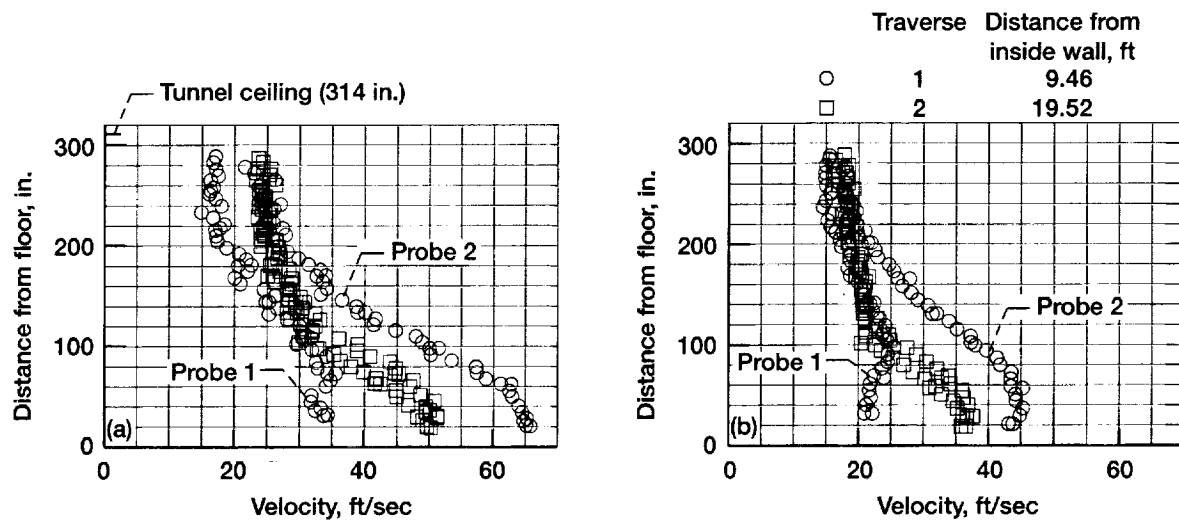 Traverse Distance from
inside wall, ft
○ 1 9.46
□ 2 19.52
Tunnel ceiling (314 in.)
300
200
100
0
Distance from floor, in.
Probe 2
Probe 1
(a)
0 20 40 60
Velocity, ft/sec
300
200
100
0
Distance from floor, in.
Probe 2
Probe 1
(b)
0 20 40 60
Velocity, ft/sec